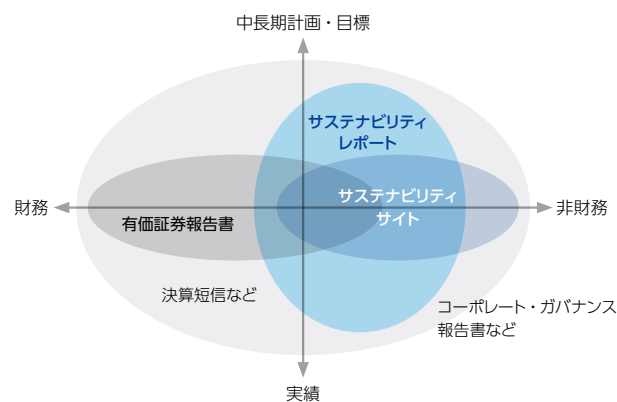 中長期計画・目標
サステナビリティ
レポート
サステナビリティ
サイト
財務
非財務
有価証券報告書
決算短信など
コーポレート・ガバナンス
報告書など
実績